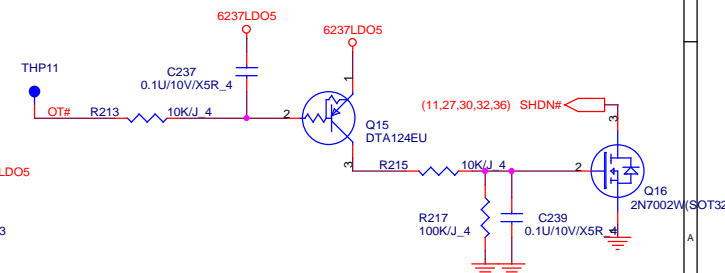 6237LDO5
6237LDO5
THP11
C237
0.1U/10V/X5R_4
1
(11,27,30,32,36) SHDN#
OT#
R213
10K/J_4
2
Q15
DTA124EU
3
3
LDO5
R215
10K/J_4
2
Q16
2N7002W(SOT32
R217
100K/J_4
C239
0.1U/10V/X5R_4
3
A